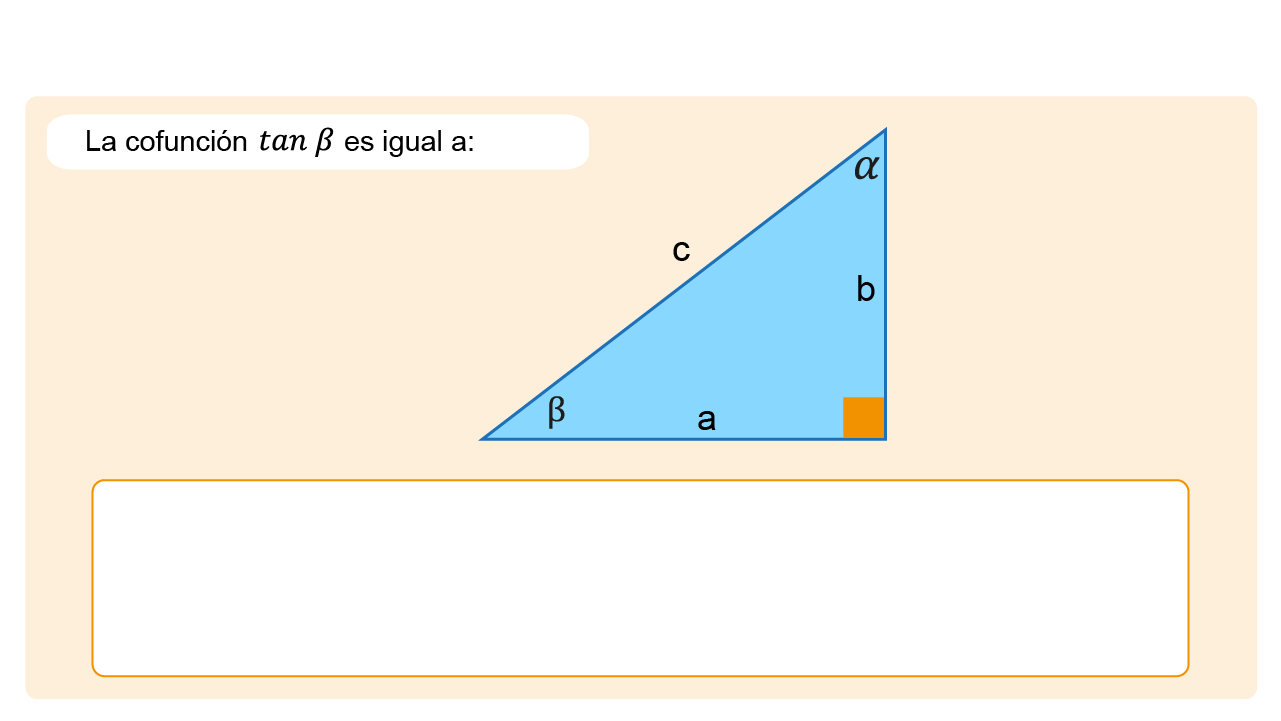 La cofunción tan β es igual a:
α
c
b
β
a